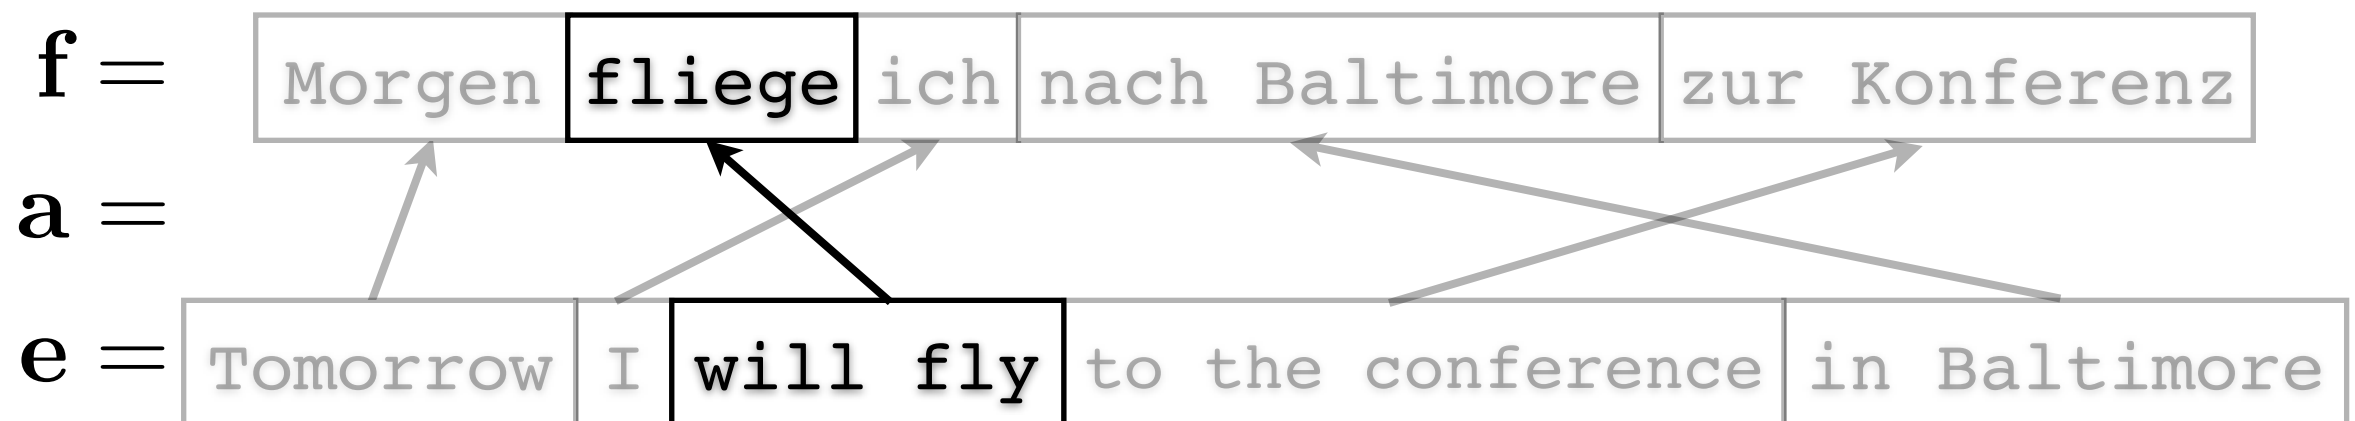 f = Morgen fliege ich nach Baltimore zur Konferenz
a =
e = Tomorrow I will fly to the conference in Baltimore